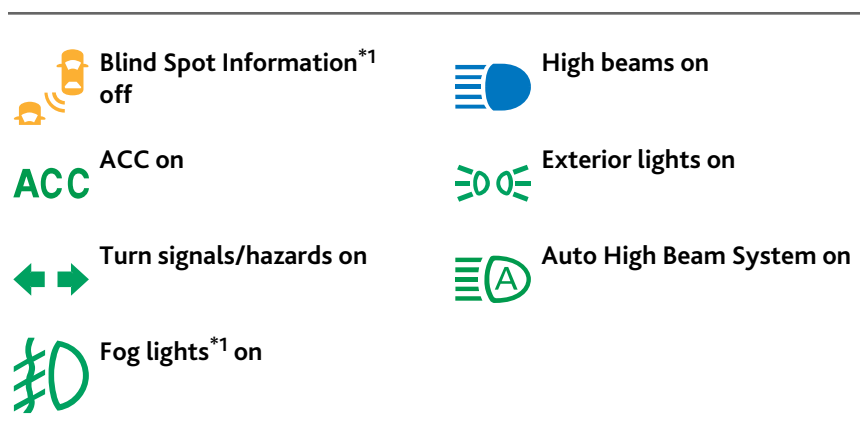 Blind Spot Information*1
off
ACC
ACC on
Turn signals/hazards on
Fog lights*1 on
High beams on
Exterior lights on
A
Auto High Beam System on